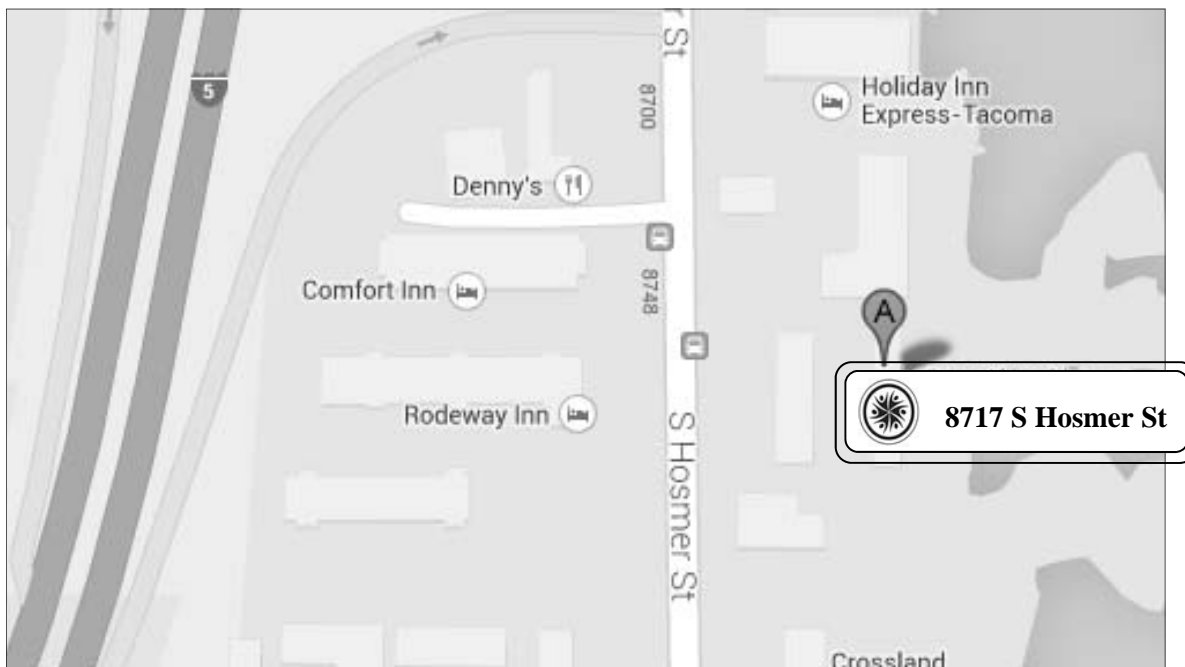 r St
5
8700
Holiday Inn
Express-Tacoma
Denny's
8748
Comfort Inn
A
8717 S Hosmer St
Rodeway Inn
S Hosmer St
Crossland